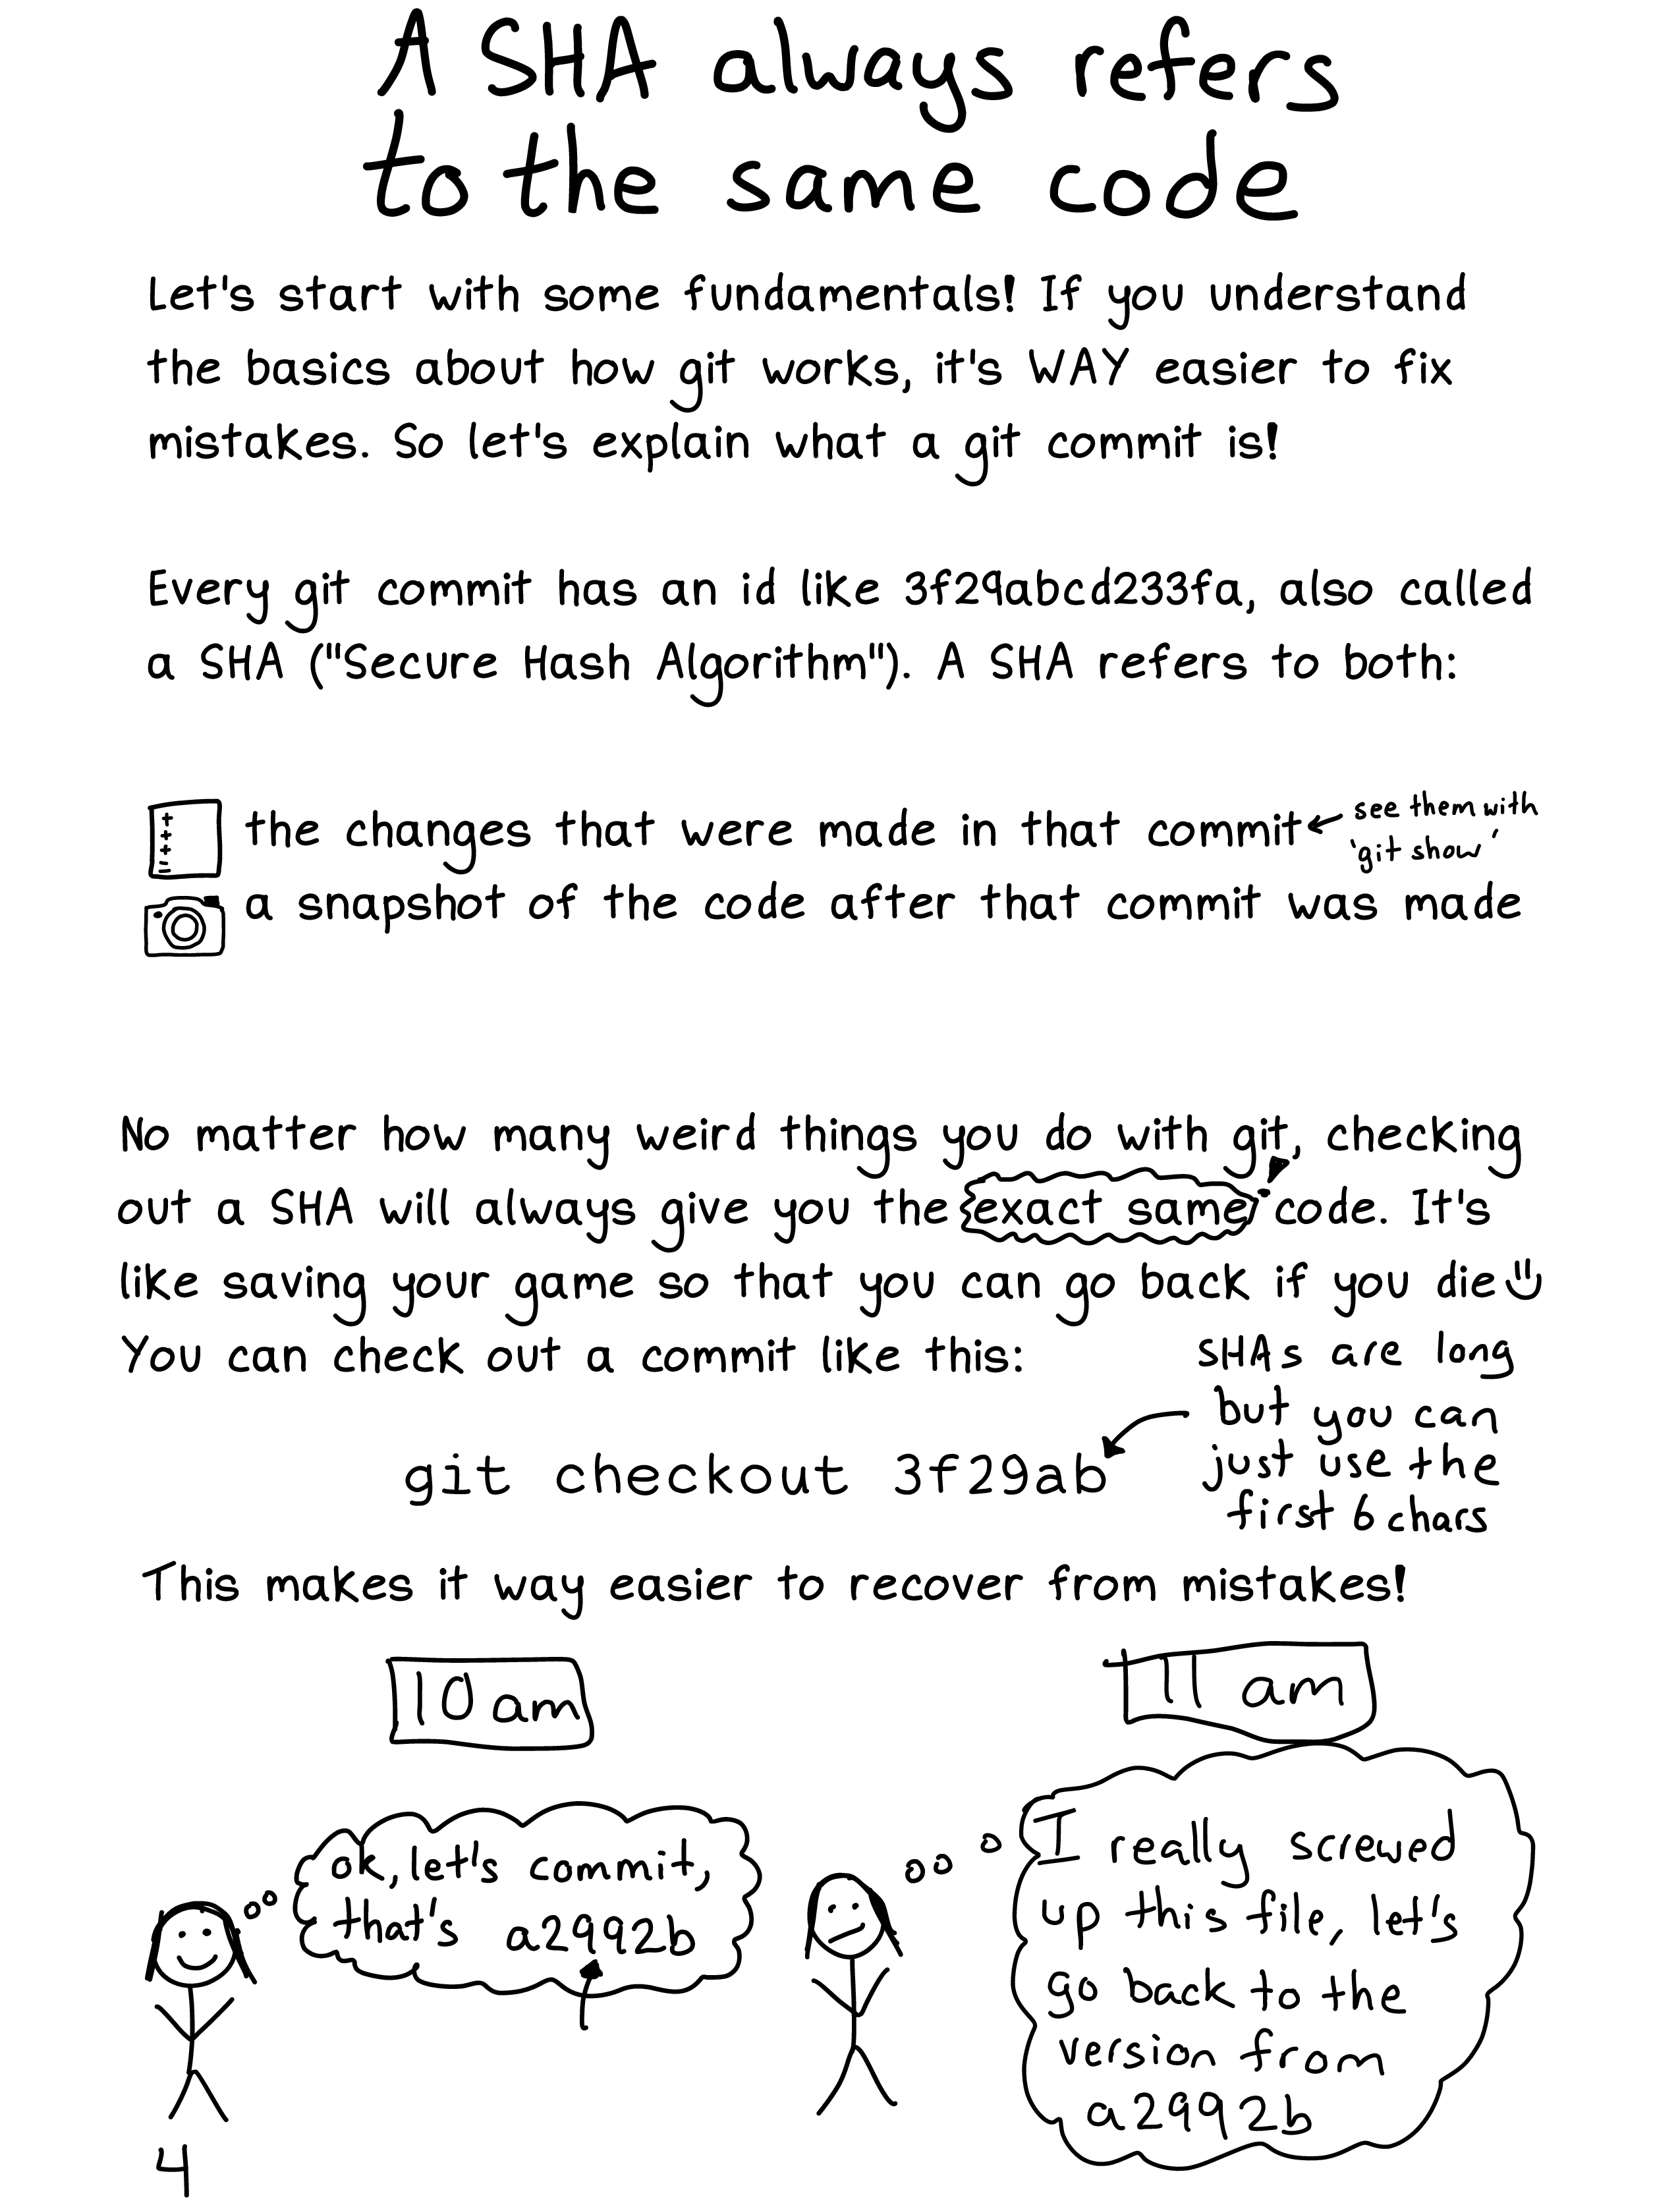 A SHA always refers
to the same code
Let's start with some fundamentals! If you understand
the basics about how git works, it's WAY easier to fix
mistakes. So let's explain what a git commit is!
Every git commit has an id like 3f29abcd233fa, also called
a SHA ("Secure Hash Algorithm"). A SHA refers to both:
+
+
+
=
the changes that were made in that commit
see them with
'git show'
a snapshot of the code after that commit was made
No matter how many weird things you do with git, checking
out a SHA will always give you the exact same! code. It's
like saving your game so that you can go back if you die
You can check out a commit like this:
git checkout 3f29ab
SHAs are long
but you can
just use the
first 6 chars
This makes it way easier to recover from mistakes!
10 am
ok, let's commit,
that's a2992b
11 am
I really screwed
up this file, let's
go back to the
version from
a2992b
4